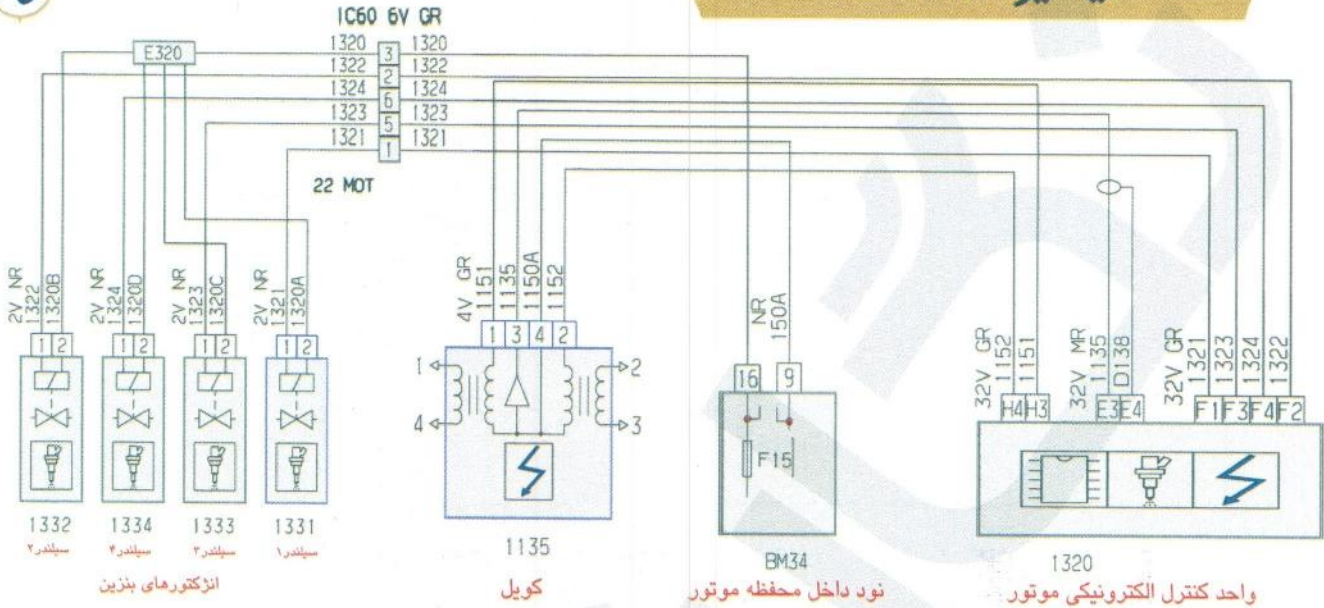 IC60 6V GR
E320
1320 3 1320
1322 2 1322
1324 6 1324
1323 5 1323
1321 1 1321
22 MOT
2V NR
1322
1320B
2V NR
1324
1320D
2V NR
1323
1320C
2V NR
1321
1320A
4V GR
1151
1135
1150A
1152
NR
150A
32V GR
1152
1151
32V MR
1135
D138
32V GR
1321
1323
1324
1322
1 2
1 2
1 2
1 2
1 3 4 2
16 9
H4 H3
E3 E4
F1 F3 F4 F2
1 2
4 3
F15
1332
1334
1333
1331
1135
BM34
1320
سیلندر۲
سیلندر۴
سیلندر۳
سیلندر۱
انژکتورهای بنزین
کویل
نود داخل محفظه موتور
واحد کنترل الکترونیکی موتور